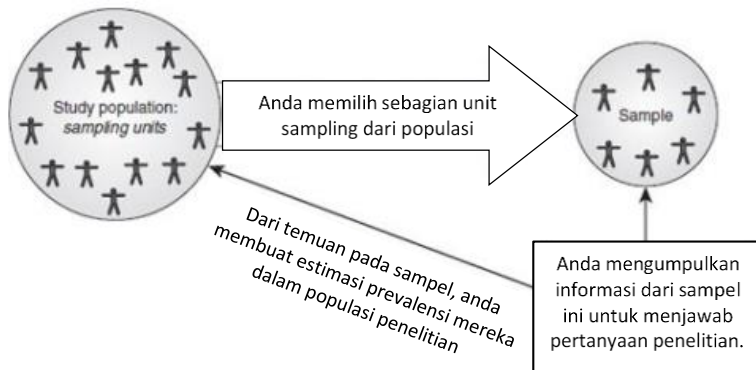 Study population:
sampling units
Anda memilih sebagian unit
sampling dari populasi
Sample
Dari temuan pada sampel, anda
membuat estimasi prevalensi mereka
dalam populasi penelitian
Anda mengumpulkan
informasi dari sampel
ini untuk menjawab
pertanyaan penelitian.